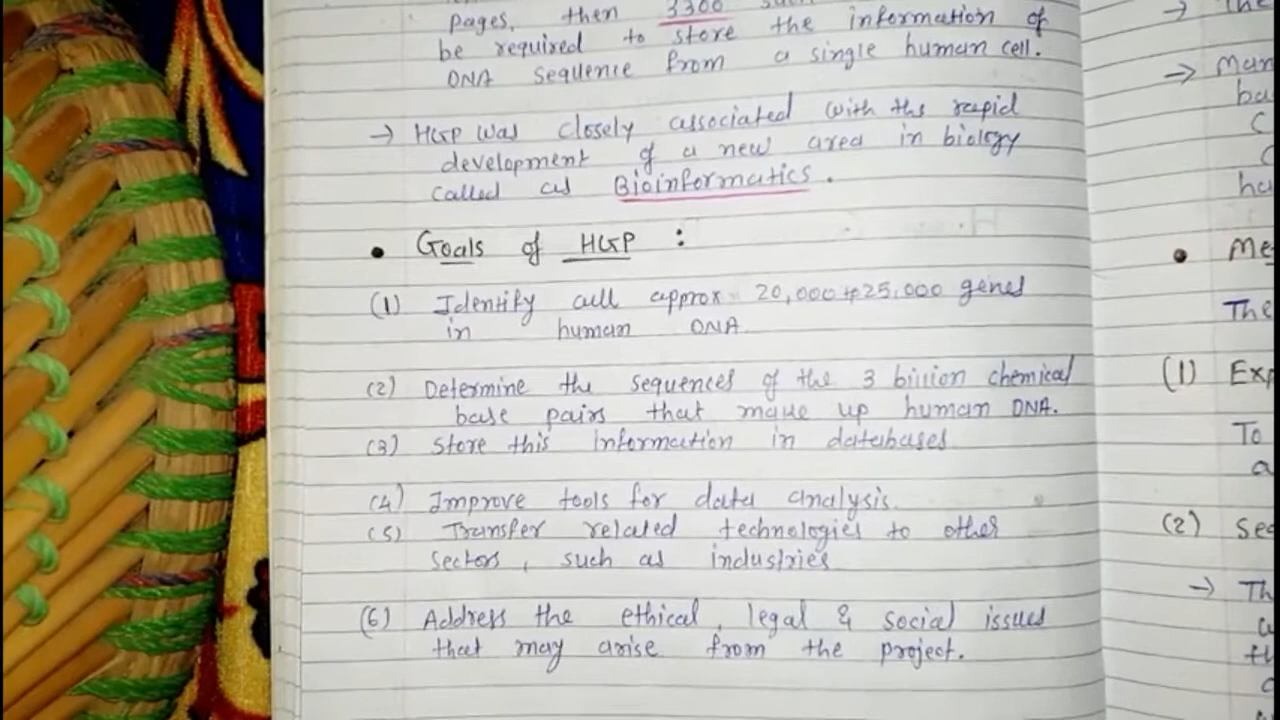 pages, then 3300 such
be required to store the information of
DNA sequence from a single human cell.
→ HGP was closely associated with the rapid
development of a new area in biology
called as Bioinformatics.
• Goals of HGP :
(1) Identify all approx 20,000 to 25,000 genes
in human DNA
(2) Determine the sequences of the 3 billion chemical
base pairs that make up human DNA.
(3) Store this information in databases
(4) Improve tools for data analysis.
(5) Transfer related technologies to other
sectors, such as industries
(6) Address the ethical, legal & social issues
that may arise from the project.
→
→
•
The
(1)
To
(2)
→